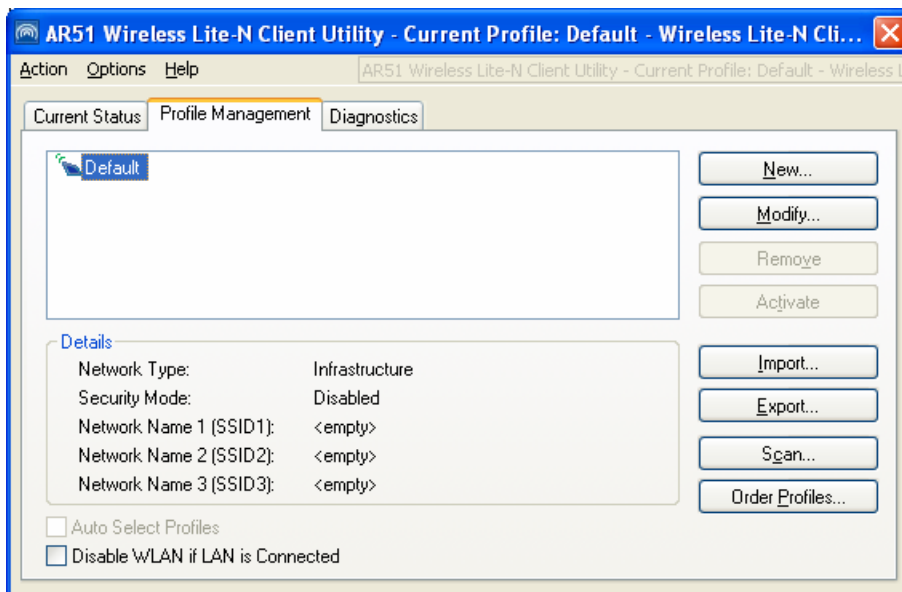 AR51 Wireless Lite-N Client Utility - Current Profile: Default - Wireless Lite-N Cli...
Action Options Help
AR51 Wireless Lite-N Client Utility - Current Profile: Default - Wireless L
Current Status Profile Management Diagnostics
Default
New...
Modify...
Remove
Activate
Details
Network Type: Infrastructure
Security Mode: Disabled
Network Name 1 (SSID1): <empty>
Network Name 2 (SSID2): <empty>
Network Name 3 (SSID3): <empty>
Import...
Export...
Scan...
Order Profiles...
Auto Select Profiles
Disable WLAN if LAN is Connected